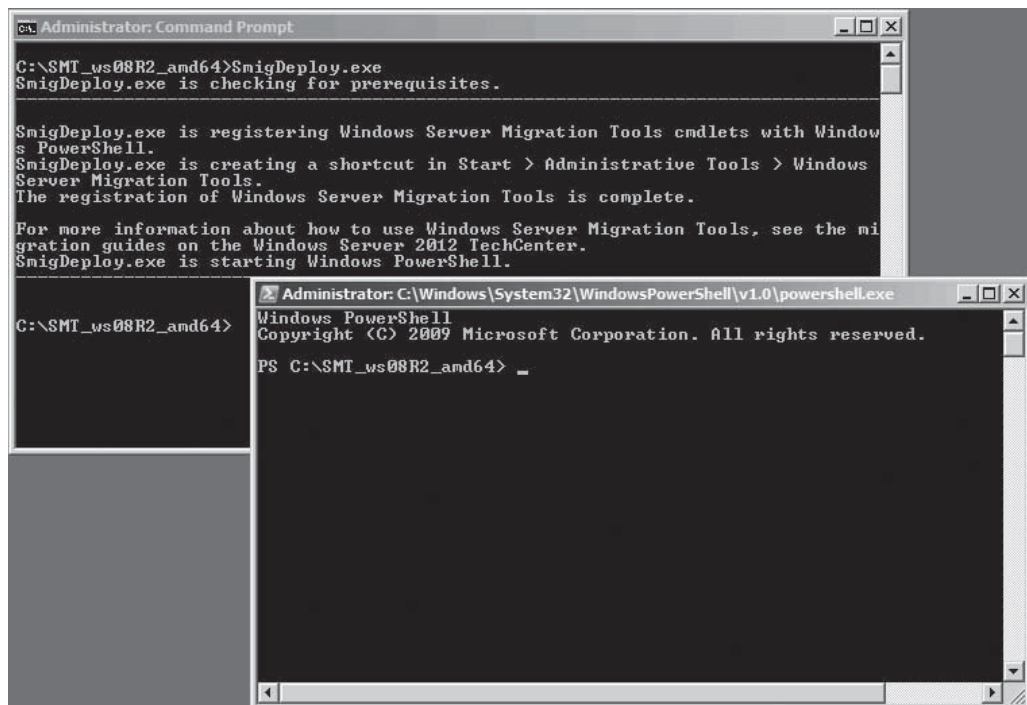 Administrator: Command Prompt
C:\SMT_ws08R2_amd64>SmigDeploy.exe
SmigDeploy.exe is checking for prerequisites.
SmigDeploy.exe is registering Windows Server Migration Tools cmdlets with Window
s PowerShell.
SmigDeploy.exe is creating a shortcut in Start > Administrative Tools > Windows
Server Migration Tools.
The registration of Windows Server Migration Tools is complete.
For more information about how to use Windows Server Migration Tools, see the mi
gration guides on the Windows Server 2012 TechCenter.
SmigDeploy.exe is starting Windows PowerShell.
C:\SMT_ws08R2_amd64>
Administrator: C:\Windows\System32\WindowsPowerShell\v1.0\powershell.exe
Windows PowerShell
Copyright (C) 2009 Microsoft Corporation. All rights reserved.
PS C:\SMT_ws08R2_amd64> _